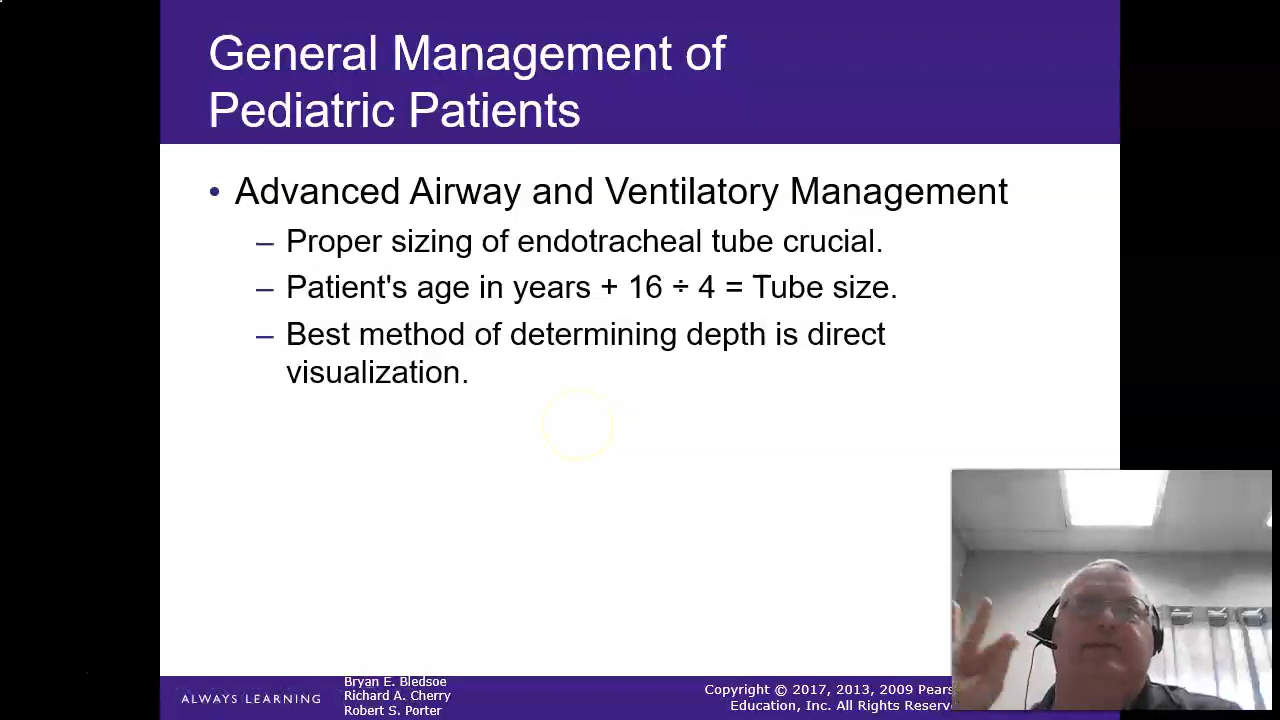 General Management of
Pediatric Patients
• Advanced Airway and Ventilatory Management
– Proper sizing of endotracheal tube crucial.
– Patient's age in years + 16 ÷ 4 = Tube size.
– Best method of determining depth is direct
visualization.
ALWAYS LEARNING
Bryan E. Bledsoe
Richard A. Cherry
Robert S. Porter
Copyright © 2017, 2013, 2009 Pears
Education, Inc. All Rights Reserve